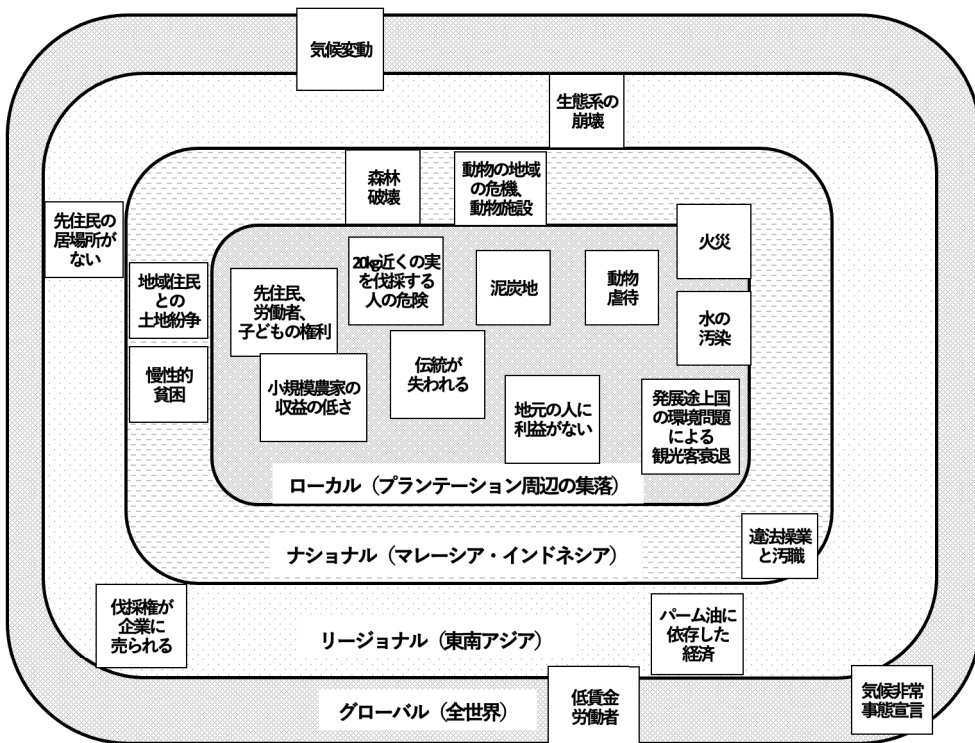 気候変動
生態系の
崩壊
森林
破壊
動物の地域
の危機、
動物施設
先住民の
居場所が
ない
火災
地域住民
との
土地紛争
先住民、
労働者、
子どもの権利
20kg近くの実
を伐採する
人の危険
泥炭地
動物
虐待
水の
汚染
慢性的
貧困
小規模農家の
収益の低さ
伝統が
失われる
地元の人に
利益がない
発展途上国
の環境問題
による
観光客衰退
ローカル（プランテーション周辺の集落）
ナショナル（マレーシア・インドネシア）
違法操業
と汚職
伐採権が
企業に
売られる
リージョナル（東南アジア）
パーム油に
依存した
経済
グローバル（全世界）
低賃金
労働者
気候非常
事態宣言